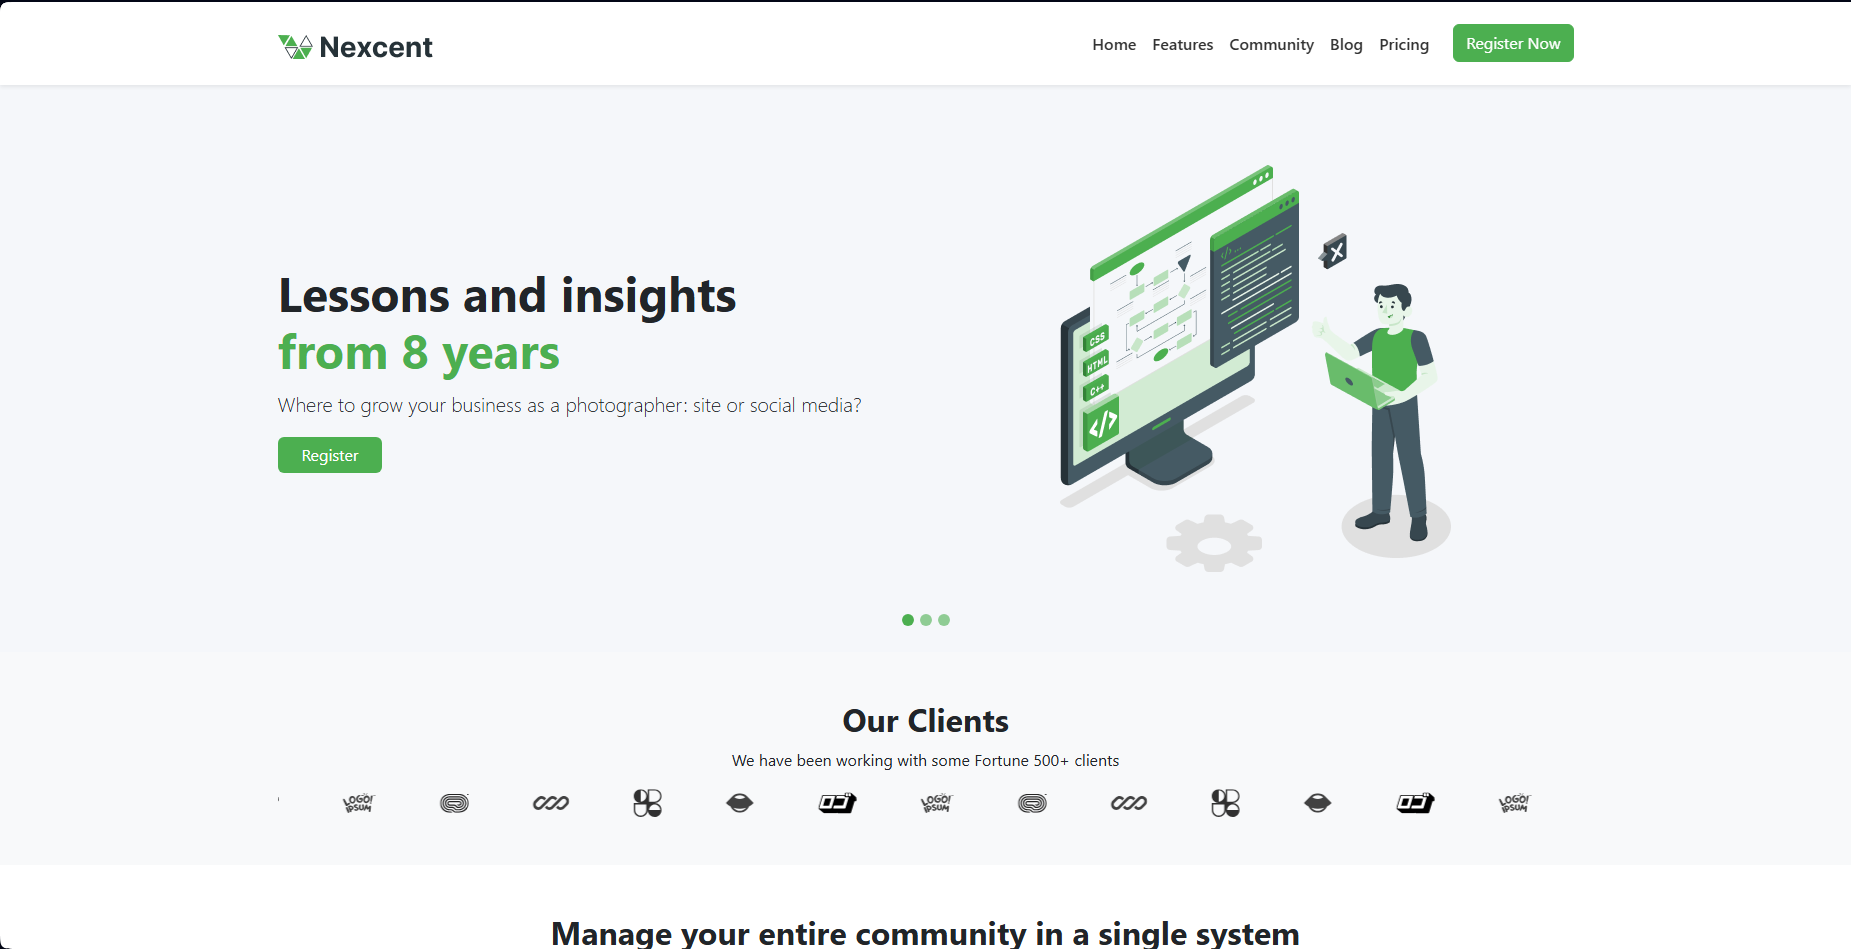 Nexcent
Home Features Community Blog Pricing Register Now
Lessons and insights
from 8 years
Where to grow your business as a photographer: site or social media?
Register
CSS
HTML
C++
</>
Our Clients
We have been working with some Fortune 500+ clients
LOGO! IPSUM LOGO! IPSUM LOGO! IPSUM
Manage your entire community in a single system